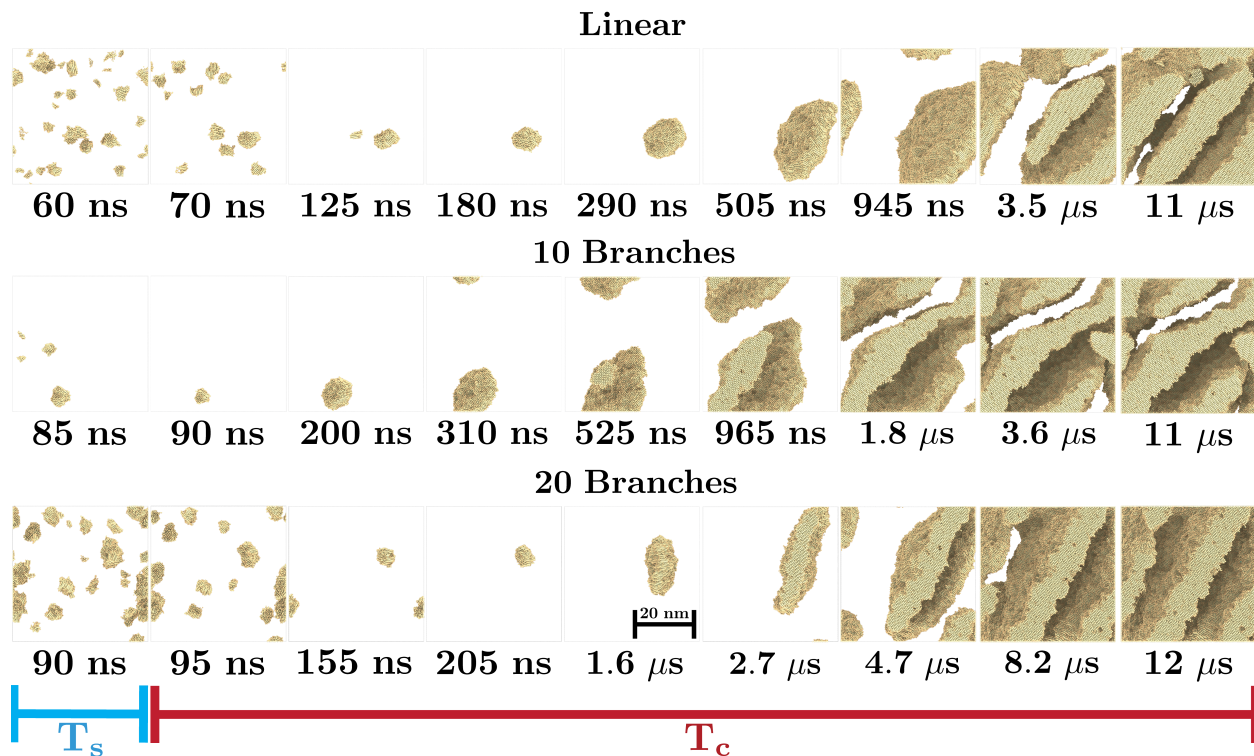 Linear
60 ns 70 ns 125 ns 180 ns 290 ns 505 ns 945 ns 3.5 μs 11 μs
10 Branches
85 ns 90 ns 200 ns 310 ns 525 ns 965 ns 1.8 μs 3.6 μs 11 μs
20 Branches
20 nm
90 ns 95 ns 155 ns 205 ns 1.6 μs 2.7 μs 4.7 μs 8.2 μs 12 μs
Ts Tc